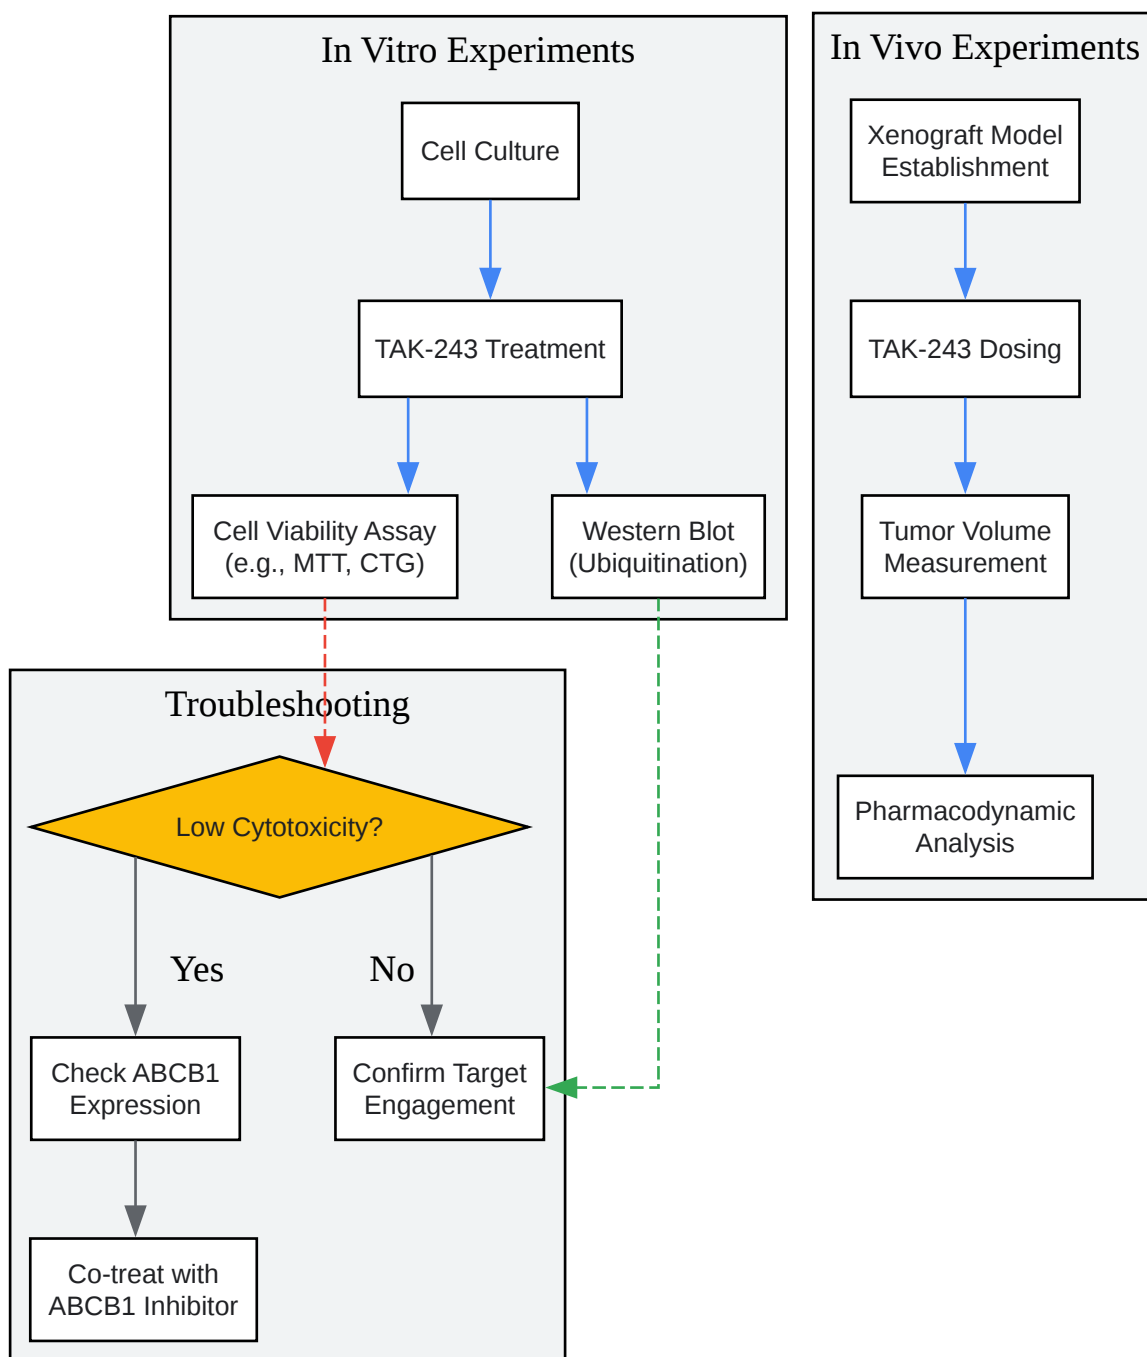 In Vitro Experiments
Cell Culture
TAK-243 Treatment
Cell Viability Assay
(e.g., MTT, CTG)
Western Blot
(Ubiquitination)
In Vivo Experiments
Xenograft Model
Establishment
TAK-243 Dosing
Tumor Volume
Measurement
Pharmacodynamic
Analysis
Troubleshooting
Low Cytotoxicity?
Yes
No
Check ABCB1
Expression
Confirm Target
Engagement
Co-treat with
ABCB1 Inhibitor